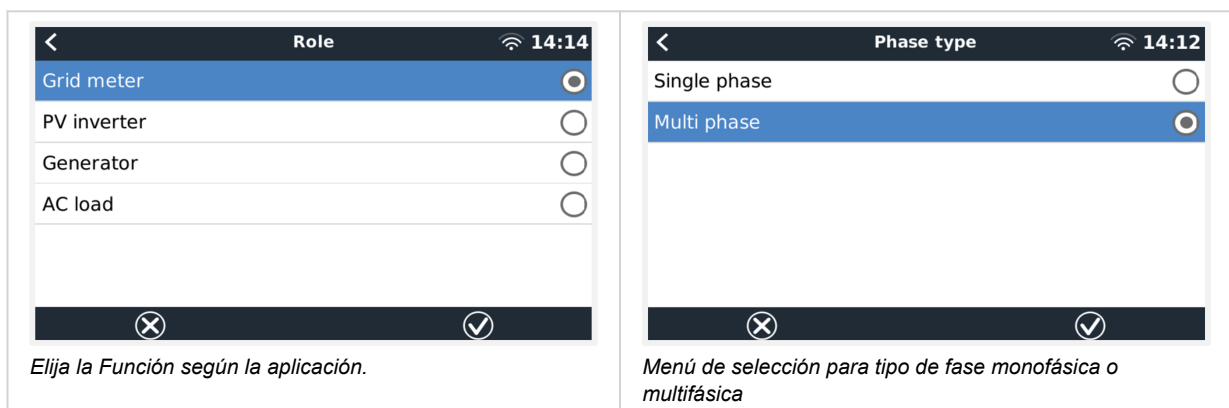 Role 14:14
Grid meter
PV inverter
Generator
AC load
Elija la Función según la aplicación.
Phase type 14:12
Single phase
Multi phase
Menú de selección para tipo de fase monofásica o
multifásica